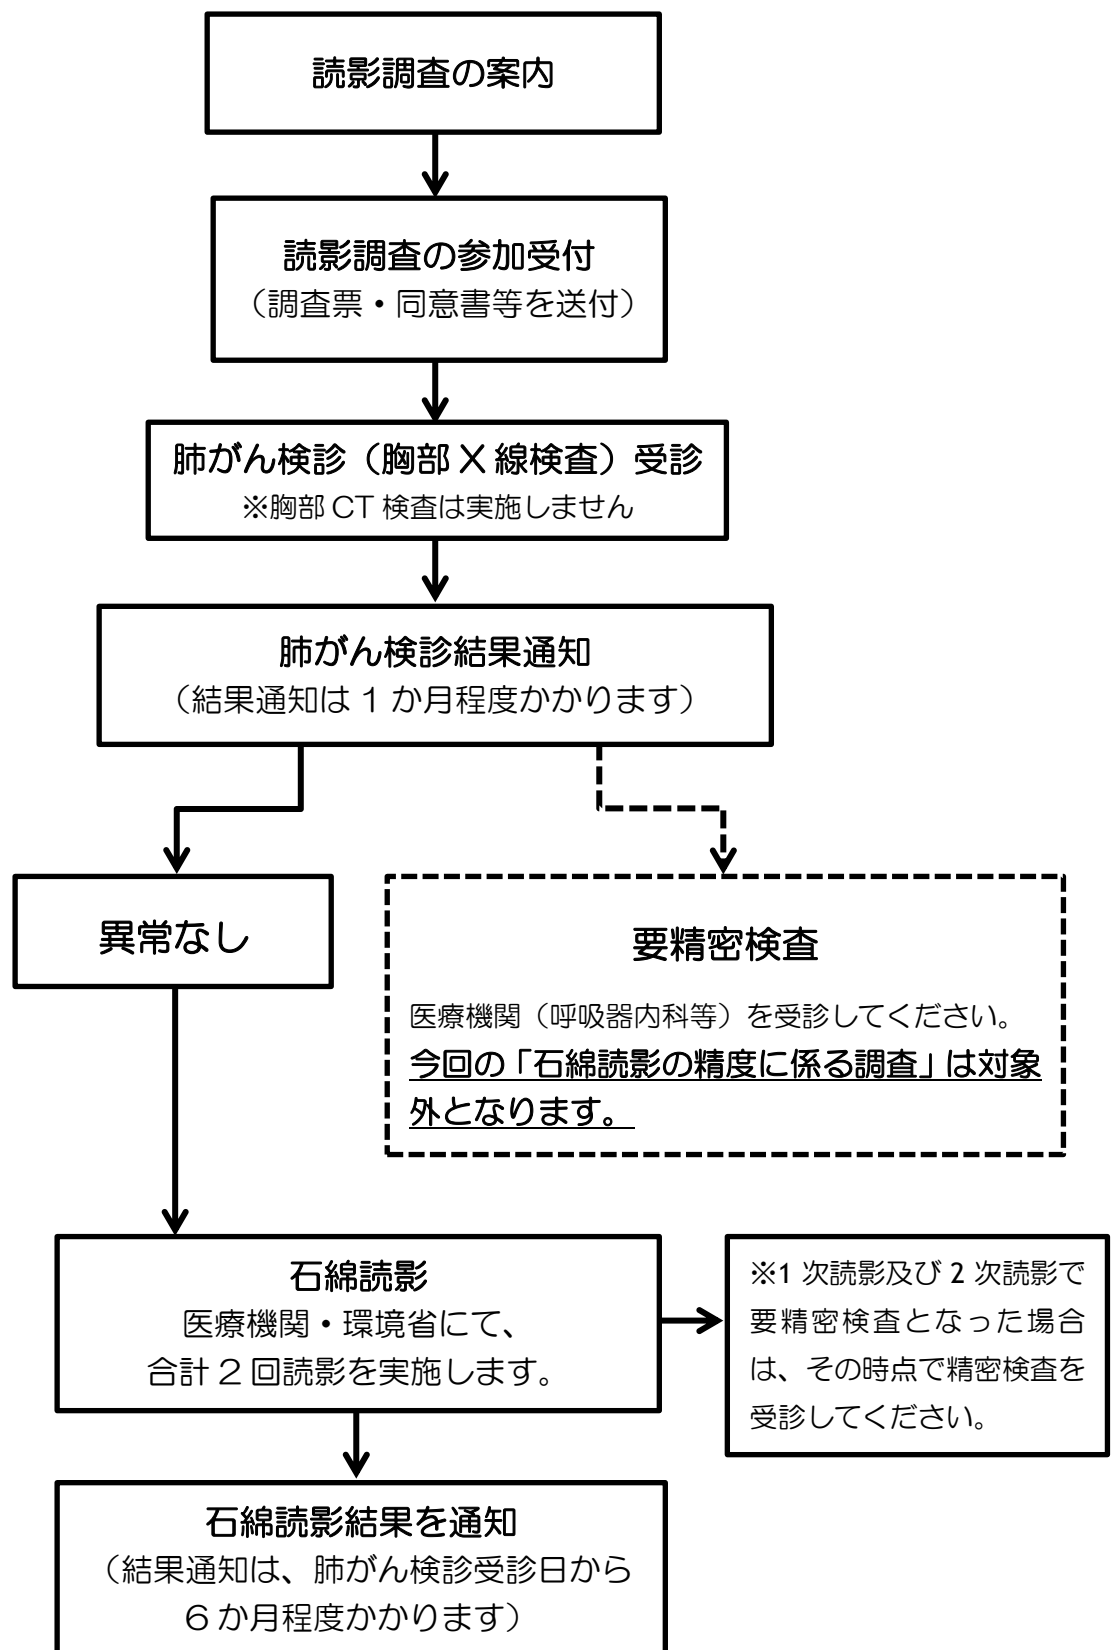 読影調査の案内
読影調査の参加受付
（調査票・同意書等を送付）
肺がん検診（胸部X線検査）受診
※胸部CT検査は実施しません
肺がん検診結果通知
（結果通知は1か月程度かかります）
異常なし
要精密検査
医療機関（呼吸器内科等）を受診してください。
今回の「石綿読影の精度に係る調査」は対象
外となります。
石綿読影
医療機関・環境省にて、
合計2回読影を実施します。
※1次読影及び2次読影で
要精密検査となった場合
は、その時点で精密検査を
受診してください。
石綿読影結果を通知
（結果通知は、肺がん検診受診日から
6か月程度かかります）